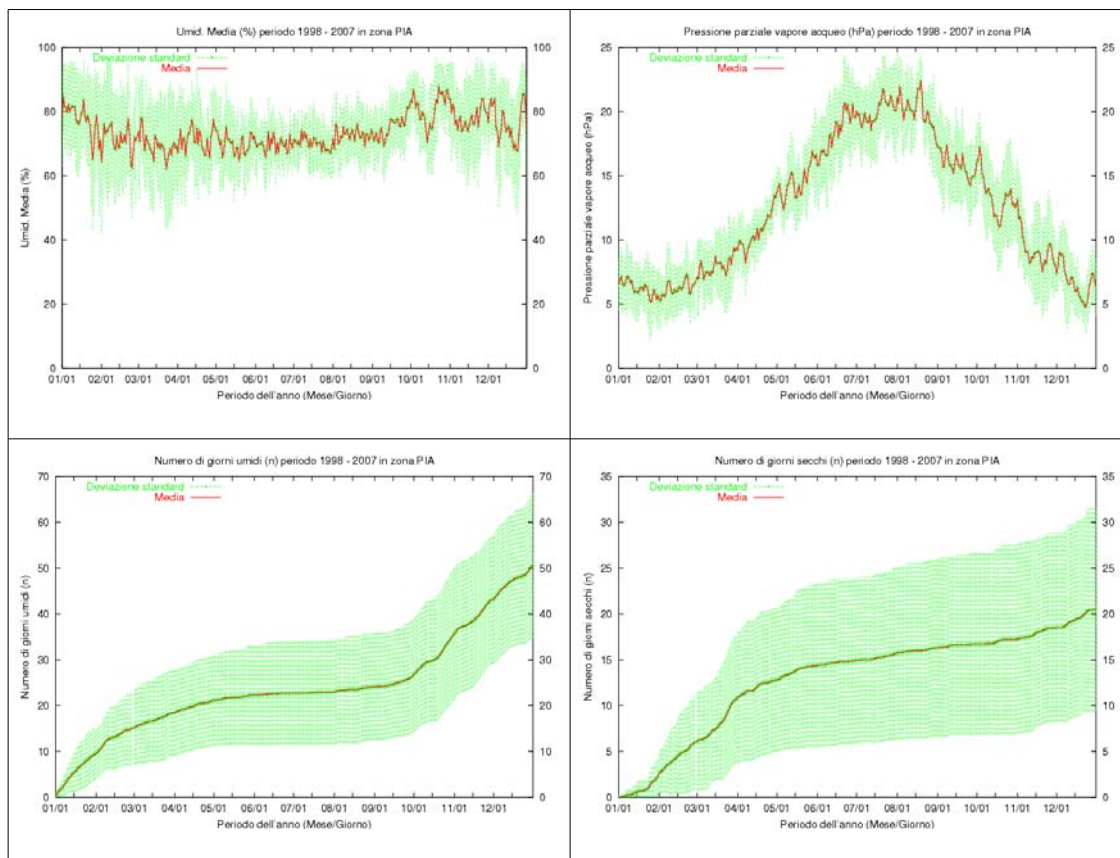 Umid. Media (%) periodo 1998 - 2007 in zona PIA
Deviazione standard
Media
Umid. Media (%)
100
80
60
40
20
0
100
80
60
40
20
0
01/01 02/01 03/01 04/01 05/01 06/01 07/01 08/01 09/01 10/01 11/01 12/01
Periodo dell'anno (Mese/Giorno)
Pressione parziale vapore acqueo (hPa) periodo 1998 - 2007 in zona PIA
Deviazione standard
Media
Pressione parziale vapore acqueo (hPa)
25
20
15
10
5
0
25
20
15
10
5
0
01/01 02/01 03/01 04/01 05/01 06/01 07/01 08/01 09/01 10/01 11/01 12/01
Periodo dell'anno (Mese/Giorno)
Numero di giorni umidi (n) periodo 1998 - 2007 in zona PIA
Deviazione standard
Media
Numero di giorni umidi (n)
70
60
50
40
30
20
10
0
70
60
50
40
30
20
10
0
01/01 02/01 03/01 04/01 05/01 06/01 07/01 08/01 09/01 10/01 11/01 12/01
Periodo dell'anno (Mese/Giorno)
Numero di giorni secchi (n) periodo 1998 - 2007 in zona PIA
Deviazione standard
Media
Numero di giorni secchi (n)
35
30
25
20
15
10
5
0
35
30
25
20
15
10
5
0
01/01 02/01 03/01 04/01 05/01 06/01 07/01 08/01 09/01 10/01 11/01 12/01
Periodo dell'anno (Mese/Giorno)